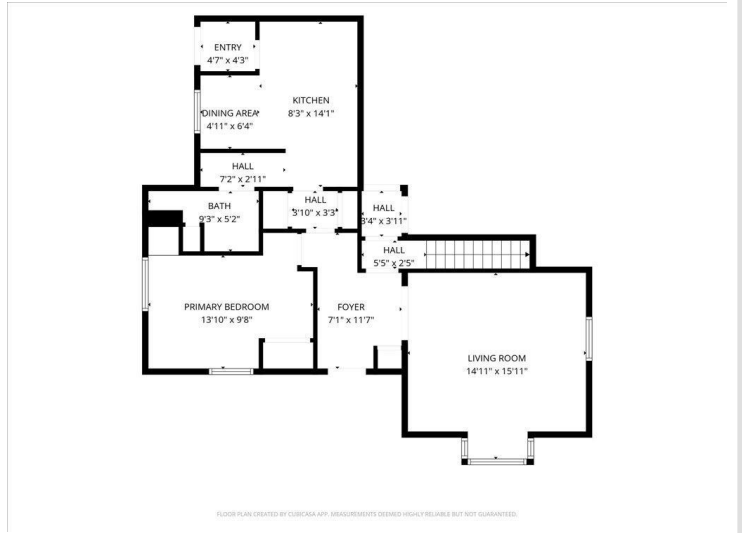 ENTRY
4'7" x 4'3"
KITCHEN
8'3" x 14'1"
DINING AREA
4'11" x 6'4"
HALL
7'2" x 2'11"
BATH
9'3" x 5'2"
HALL
3'10" x 3'3"
HALL
3'4" x 3'11"
HALL
5'5" x 2'5"
PRIMARY BEDROOM
13'10" x 9'8"
FOYER
7'1" x 11'7"
LIVING ROOM
14'11" x 15'11"
FLOOR PLAN CREATED BY CUBICASA APP. MEASUREMENTS DEEMED HIGHLY RELIABLE BUT NOT GUARANTEED.